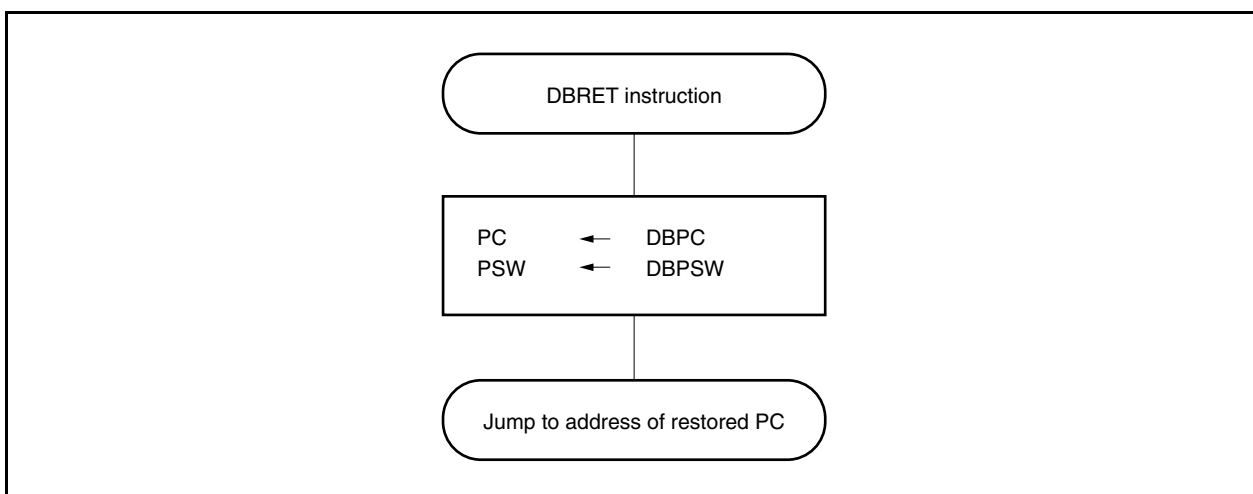 DBRET instruction
PC ← DBPC
PSW ← DBPSW
Jump to address of restored PC